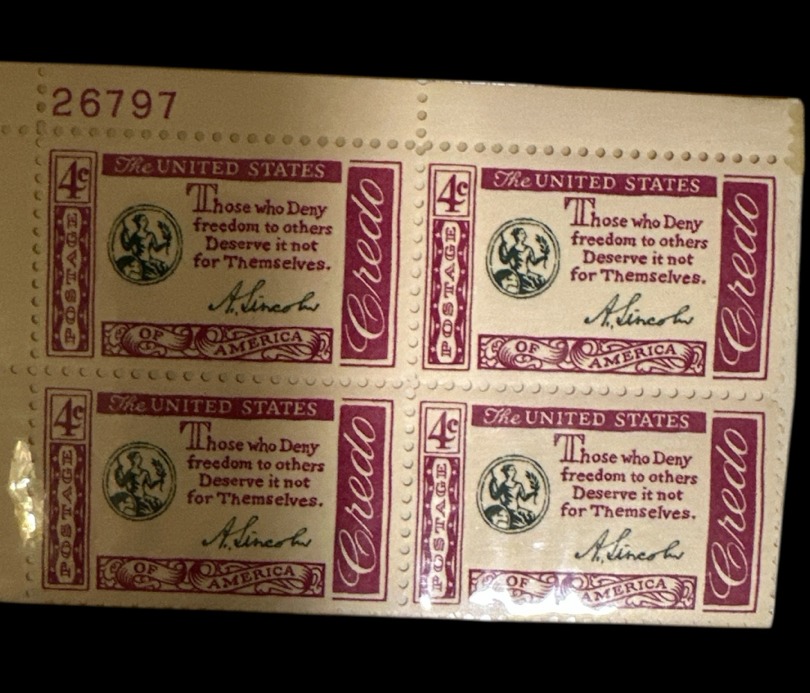 26797
4c
POSTAGE
The UNITED STATES
Those who Deny
freedom to others
Deserve it not
for Themselves.
A. Lincoln
OF AMERICA
Credo
4c
POSTAGE
The UNITED STATES
Those who Deny
freedom to others
Deserve it not
for Themselves.
A. Lincoln
OF AMERICA
Credo
4c
POSTAGE
The UNITED STATES
Those who Deny
freedom to others
Deserve it not
for Themselves.
A. Lincoln
OF AMERICA
Credo
4c
POSTAGE
The UNITED STATES
Those who Deny
freedom to others
Deserve it not
for Themselves.
A. Lincoln
OF AMERICA
Credo